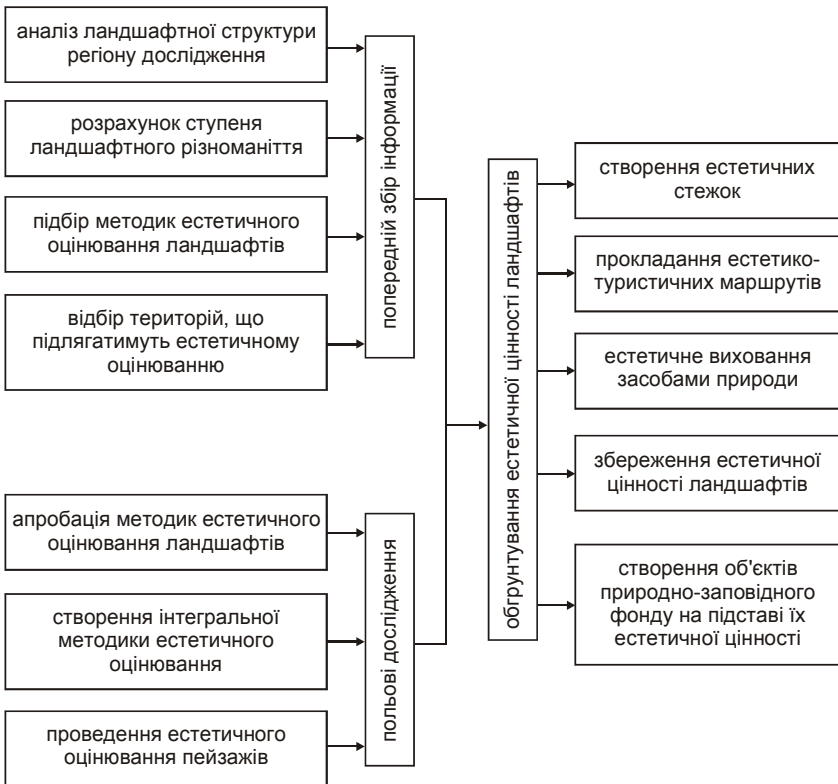 аналіз ландшафтної структури
регіону дослідження
розрахунок ступеня
ландшафтного різноманіття
підбір методик естетичного
оцінювання ландшафтів
відбір територій, що
підлягатимуть естетичному
оцінюванню
попередній збір інформації
апробація методик естетичного
оцінювання ландшафтів
створення інтегральної
методики естетичного
оцінювання
проведення естетичного
оцінювання пейзажів
польові дослідження
обгрунтування естетичної цінності ландшафтів
створення естетичних
стежок
прокладання естетико-
туристичних маршрутів
естетичне виховання
засобами природи
збереження естетичної
цінності ландшафтів
створення об'єктів
природно-заповідного
фонду на підставі їх
естетичної цінності